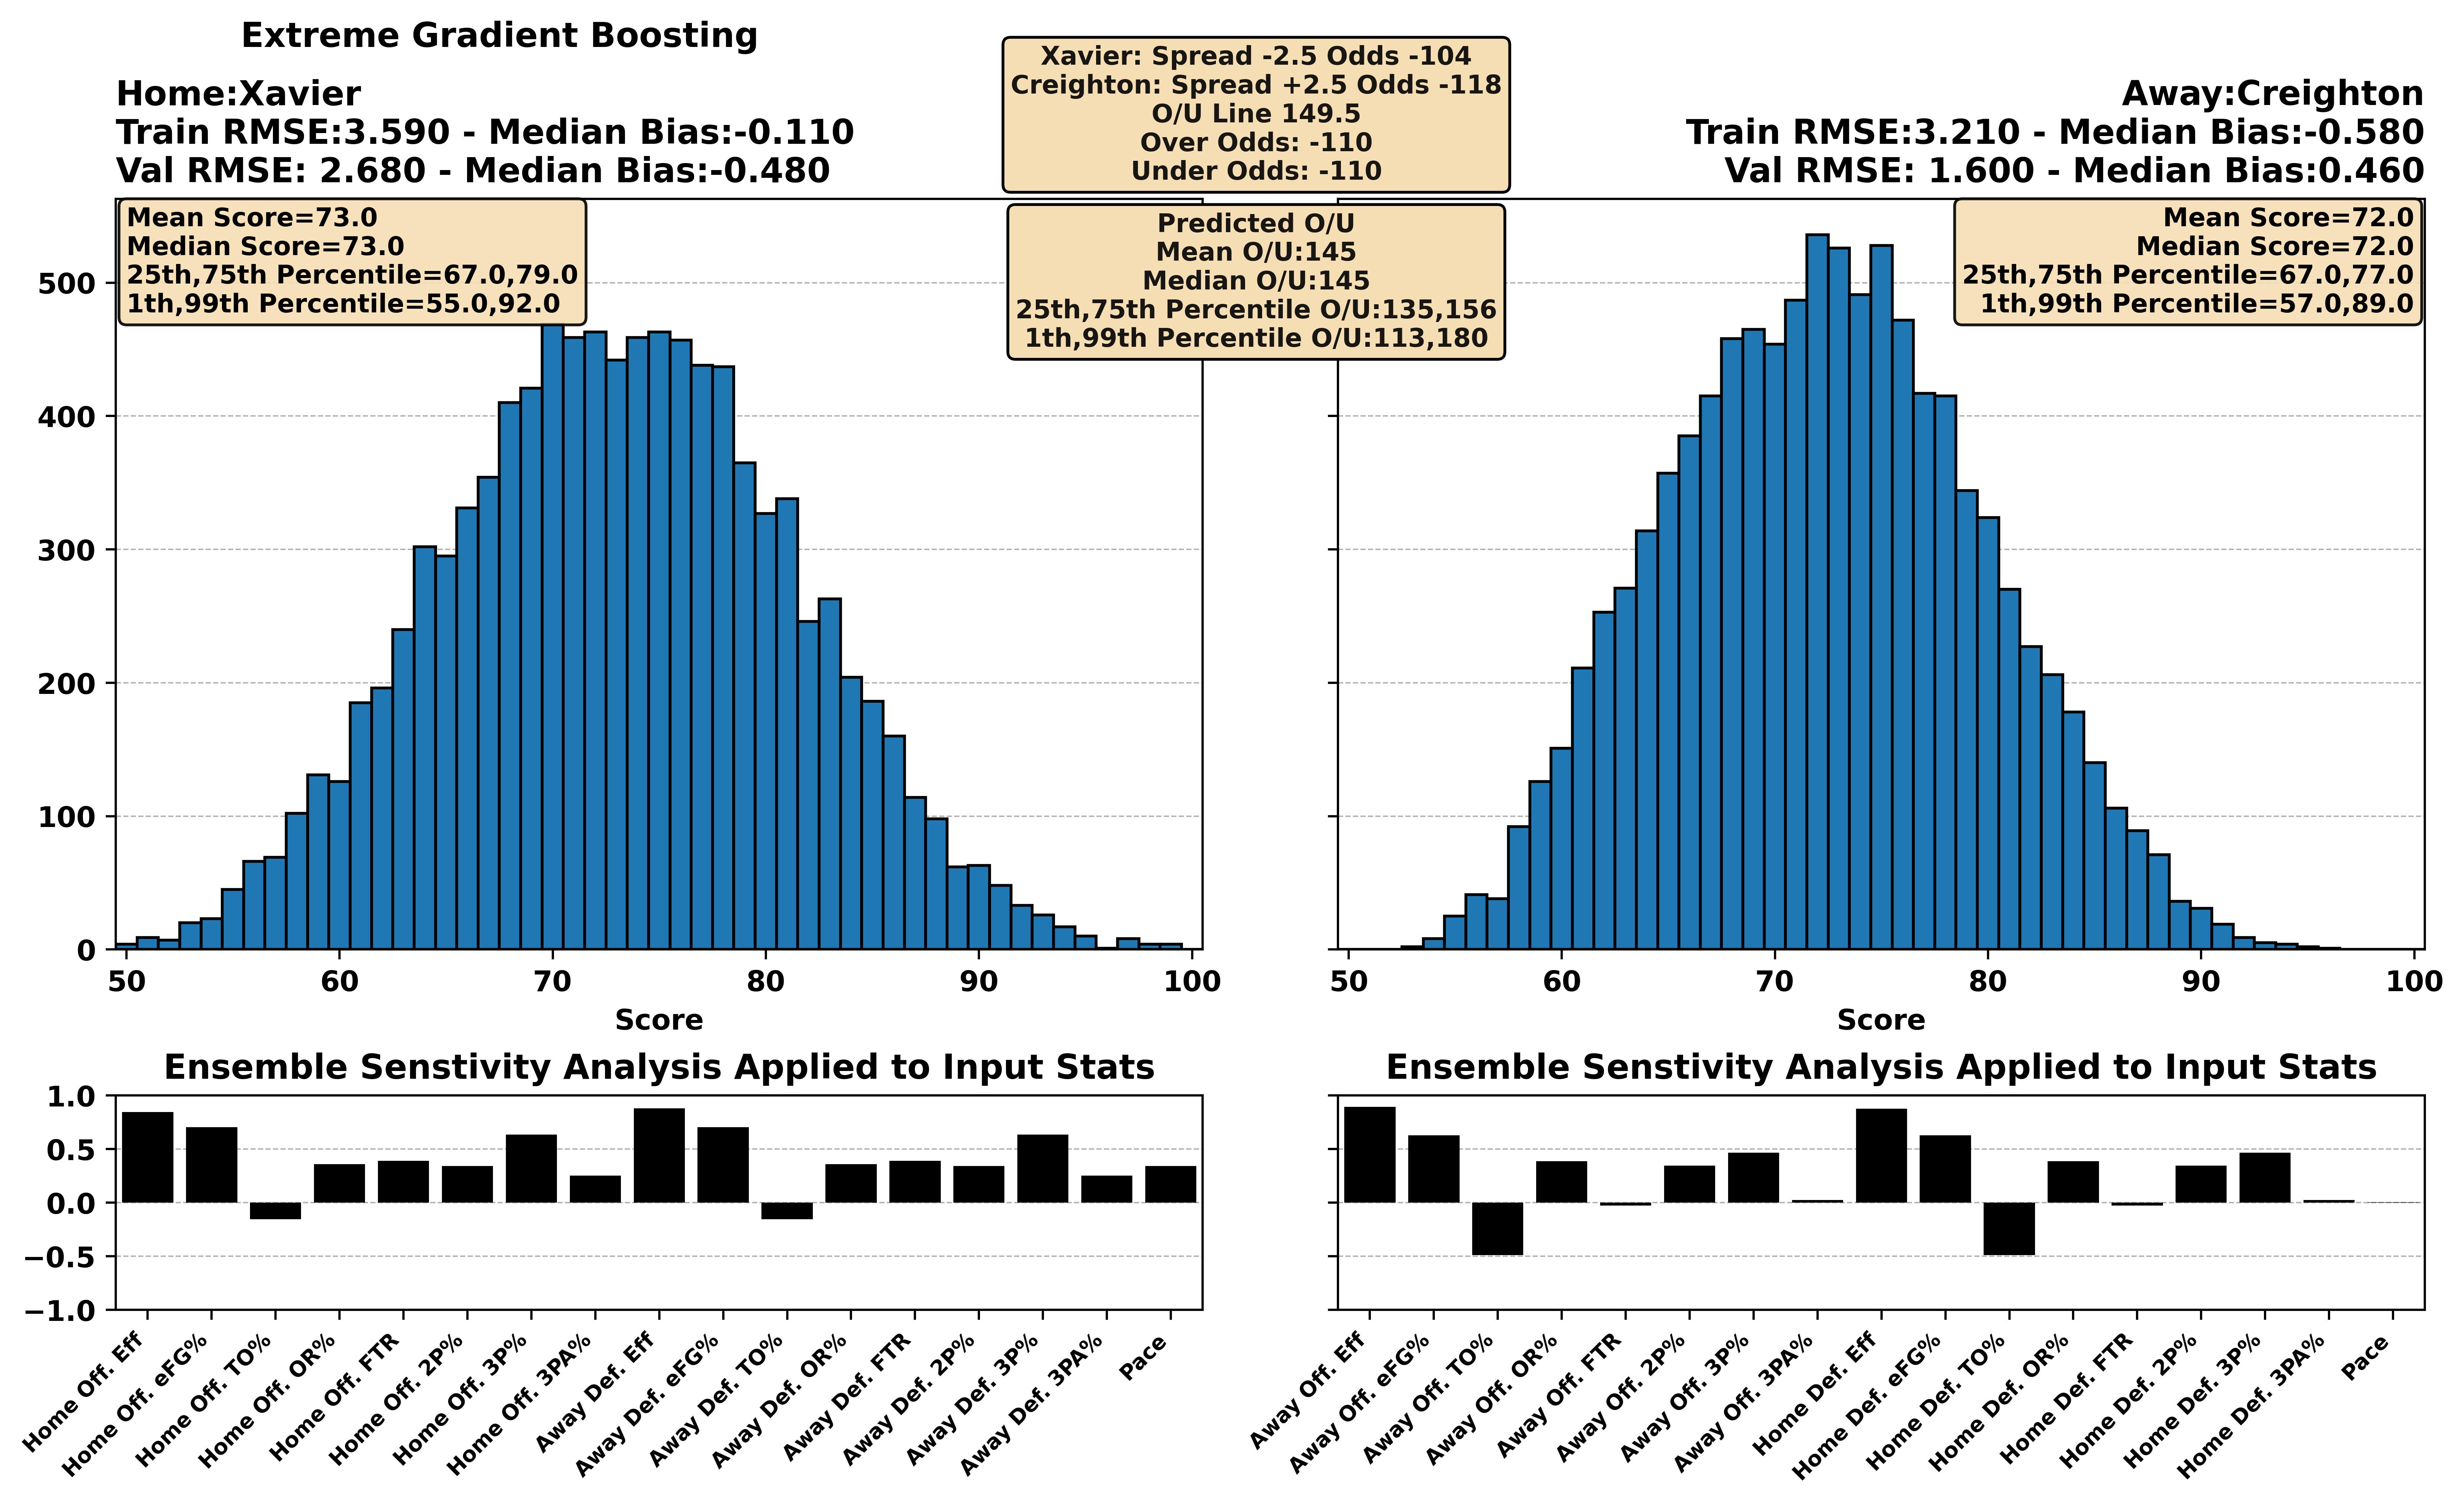 Extreme Gradient Boosting
Home:Xavier
Train RMSE:3.590 - Median Bias:-0.110
Val RMSE: 2.680 - Median Bias:-0.480
Xavier: Spread -2.5 Odds -104
Creighton: Spread +2.5 Odds -118
O/U Line 149.5
Over Odds: -110
Under Odds: -110
Away:Creighton
Train RMSE:3.210 - Median Bias:-0.580
Val RMSE: 1.600 - Median Bias:0.460
Mean Score=73.0
Median Score=73.0
25th,75th Percentile=67.0,79.0
1th,99th Percentile=55.0,92.0
Predicted O/U
Mean O/U:145
Median O/U:145
25th,75th Percentile O/U:135,156
1th,99th Percentile O/U:113,180
Mean Score=72.0
Median Score=72.0
25th,75th Percentile=67.0,77.0
1th,99th Percentile=57.0,89.0
500
400
300
200
100
0
50 60 70 80 90 100
Score
50 60 70 80 90 100
Score
Ensemble Senstivity Analysis Applied to Input Stats
1.0
0.5
0.0
−0.5
−1.0
Home Off. Eff
Home Off. eFG%
Home Off. TO%
Home Off. OR%
Home Off. FTR
Home Off. 2P%
Home Off. 3P%
Home Off. 3PA%
Away Def. Eff
Away Def. eFG%
Away Def. TO%
Away Def. OR%
Away Def. FTR
Away Def. 2P%
Away Def. 3P%
Away Def. 3PA%
Pace
Ensemble Senstivity Analysis Applied to Input Stats
Away Off. Eff
Away Off. eFG%
Away Off. TO%
Away Off. OR%
Away Off. FTR
Away Off. 2P%
Away Off. 3P%
Away Off. 3PA%
Home Def. Eff
Home Def. eFG%
Home Def. TO%
Home Def. OR%
Home Def. FTR
Home Def. 2P%
Home Def. 3P%
Home Def. 3PA%
Pace